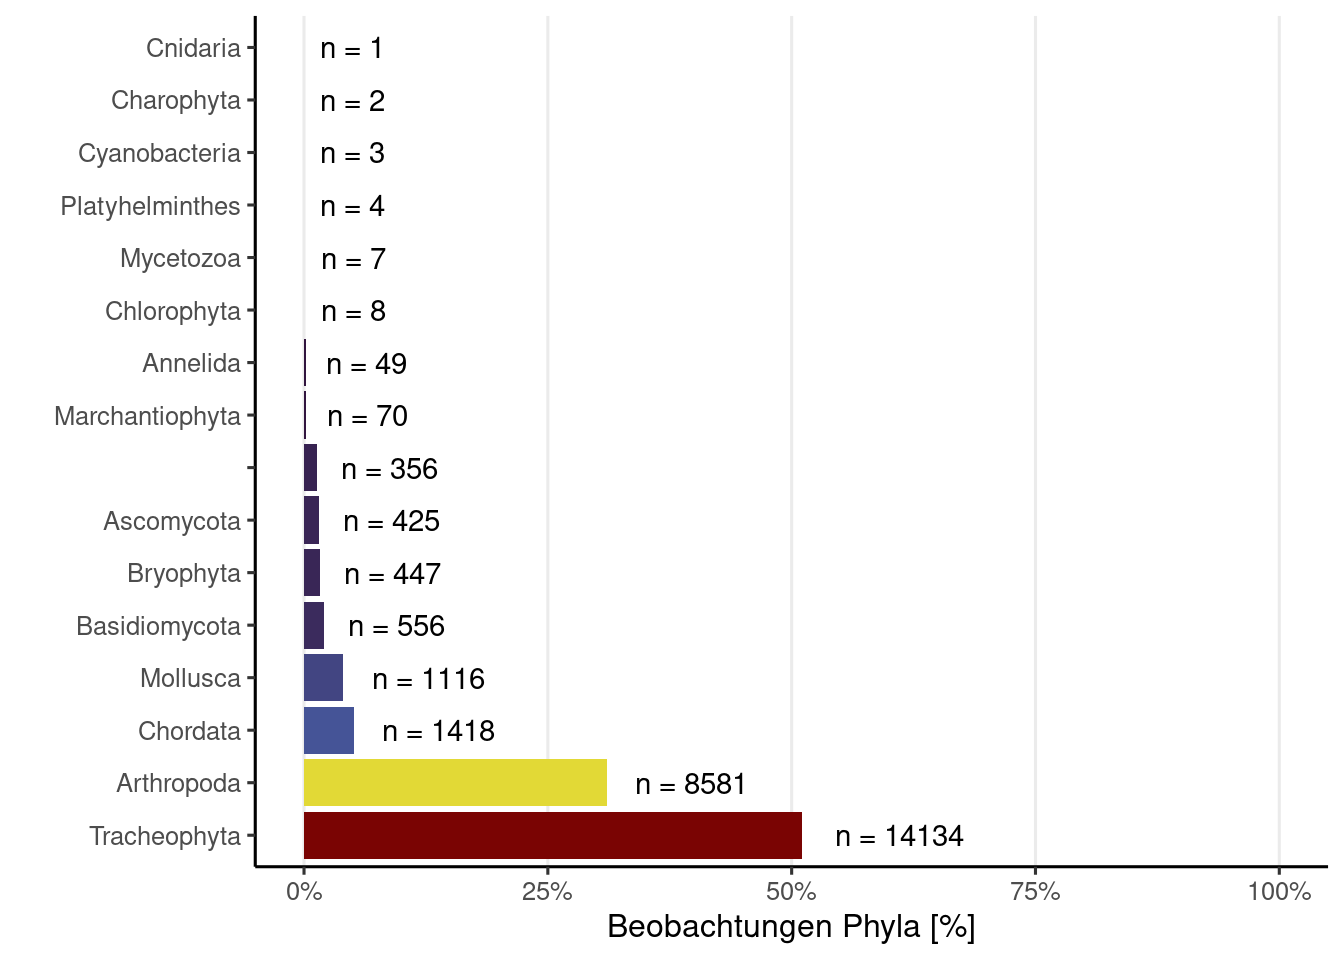 Cnidaria n = 1
Charophyta n = 2
Cyanobacteria n = 3
Platyhelminthes n = 4
Mycetozoa n = 7
Chlorophyta n = 8
Annelida n = 49
Marchantiophyta n = 70
n = 356
Ascomycota n = 425
Bryophyta n = 447
Basidiomycota n = 556
Mollusca n = 1116
Chordata n = 1418
Arthropoda n = 8581
Tracheophyta n = 14134
0% 25% 50% 75% 100%
Beobachtungen Phyla [%]